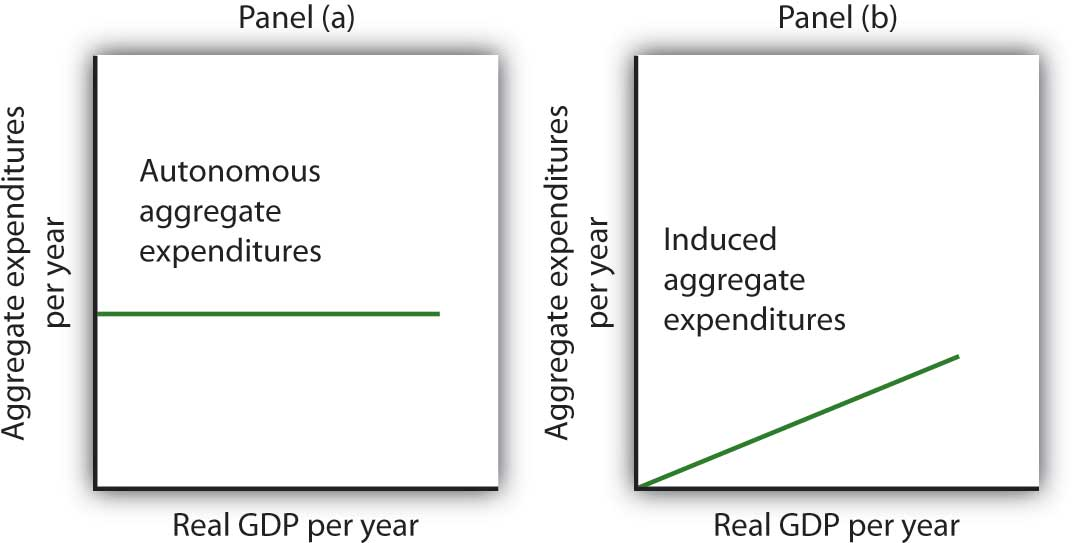 Panel (a)
Aggregate expenditures
per year
Autonomous
aggregate
expenditures
Real GDP per year
Panel (b)
Aggregate expenditures
per year
Induced
aggregate
expenditures
Real GDP per year